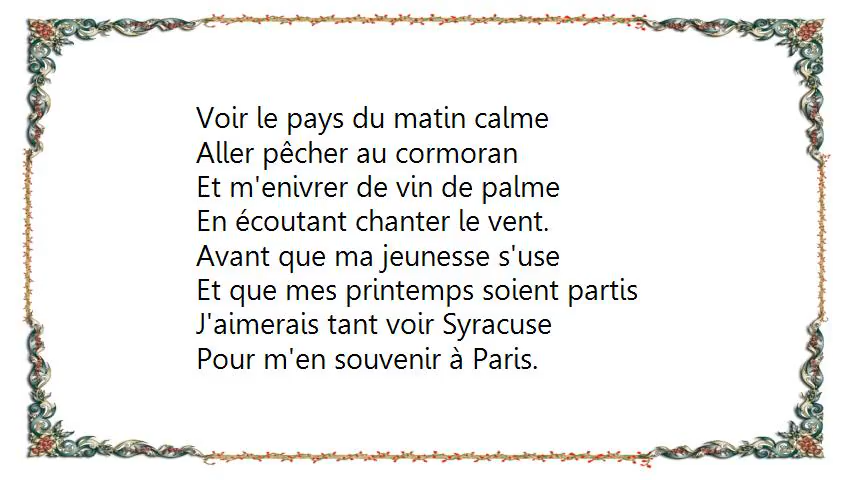 Voir le pays du matin calme
Aller pêcher au cormoran
Et m'enivrer de vin de palme
En écoutant chanter le vent.
Avant que ma jeunesse s'use
Et que mes printemps soient partis
J'aimerais tant voir Syracuse
Pour m'en souvenir à Paris.